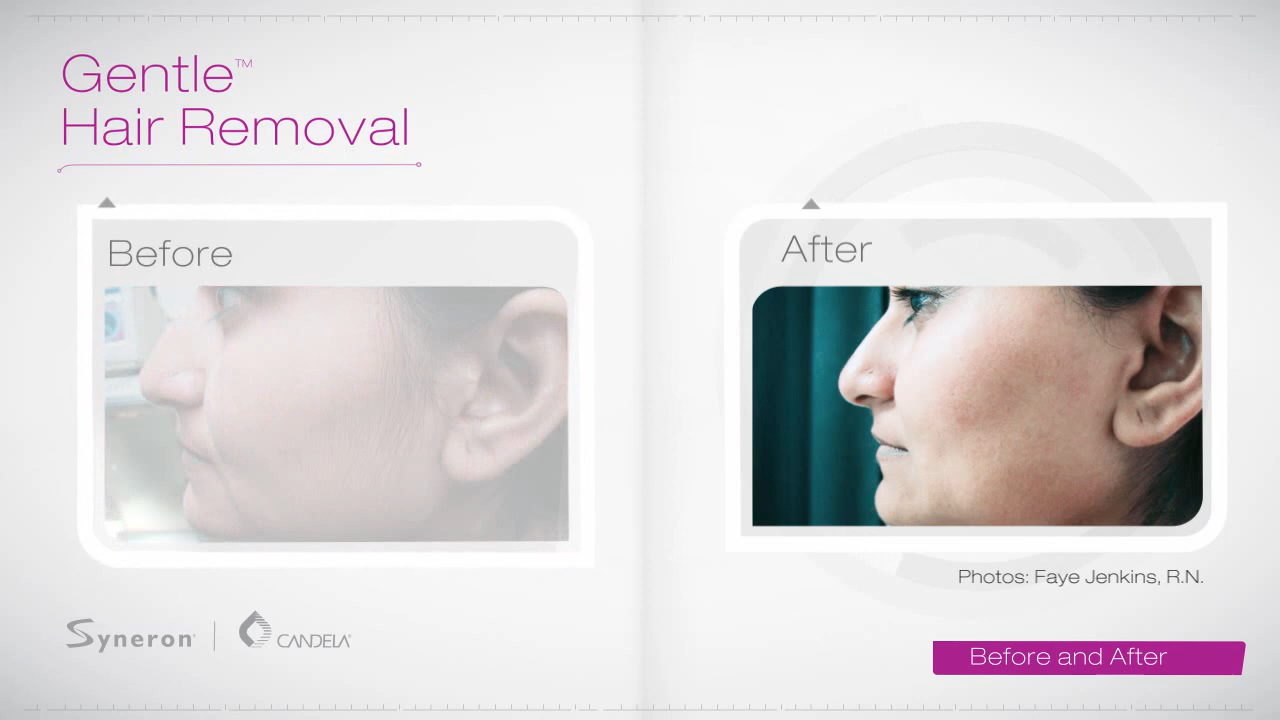 Gentle™
Hair Removal
Before
After
Photos: Faye Jenkins, R.N.
Syneron
CANDELA
Before and After